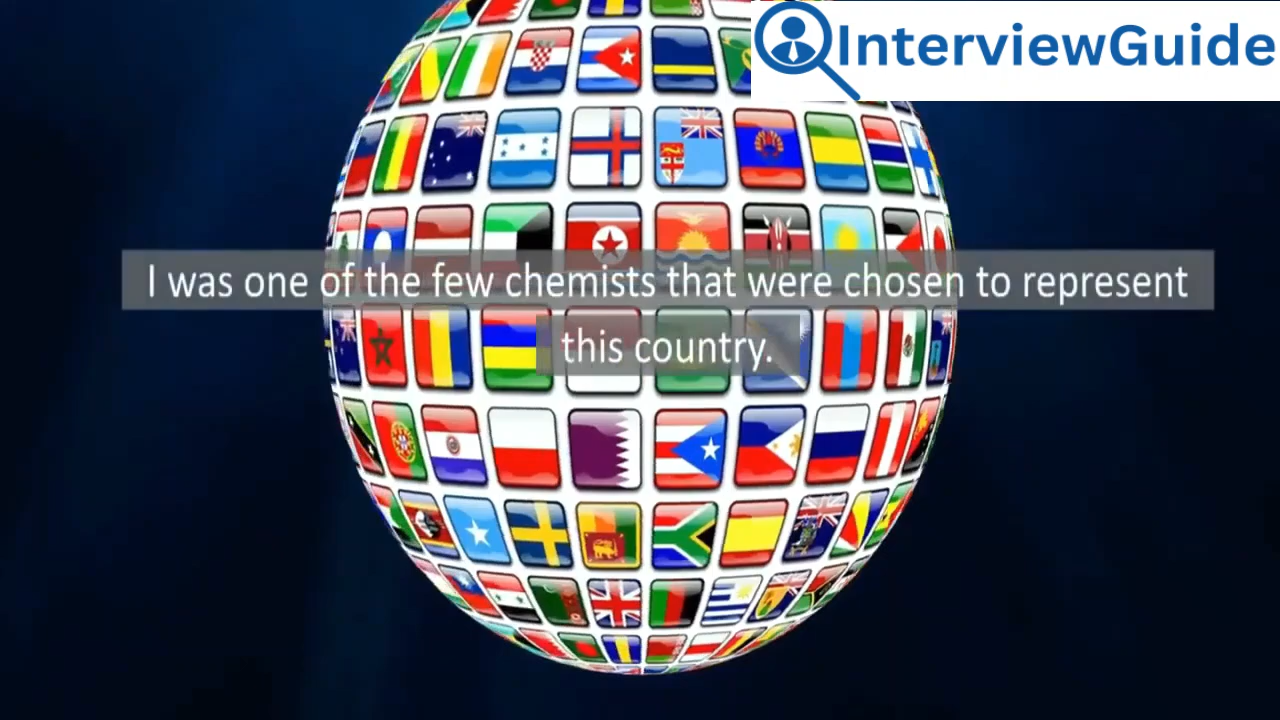 InterviewGuide
I was one of the few chemists that were chosen to represent
this country.